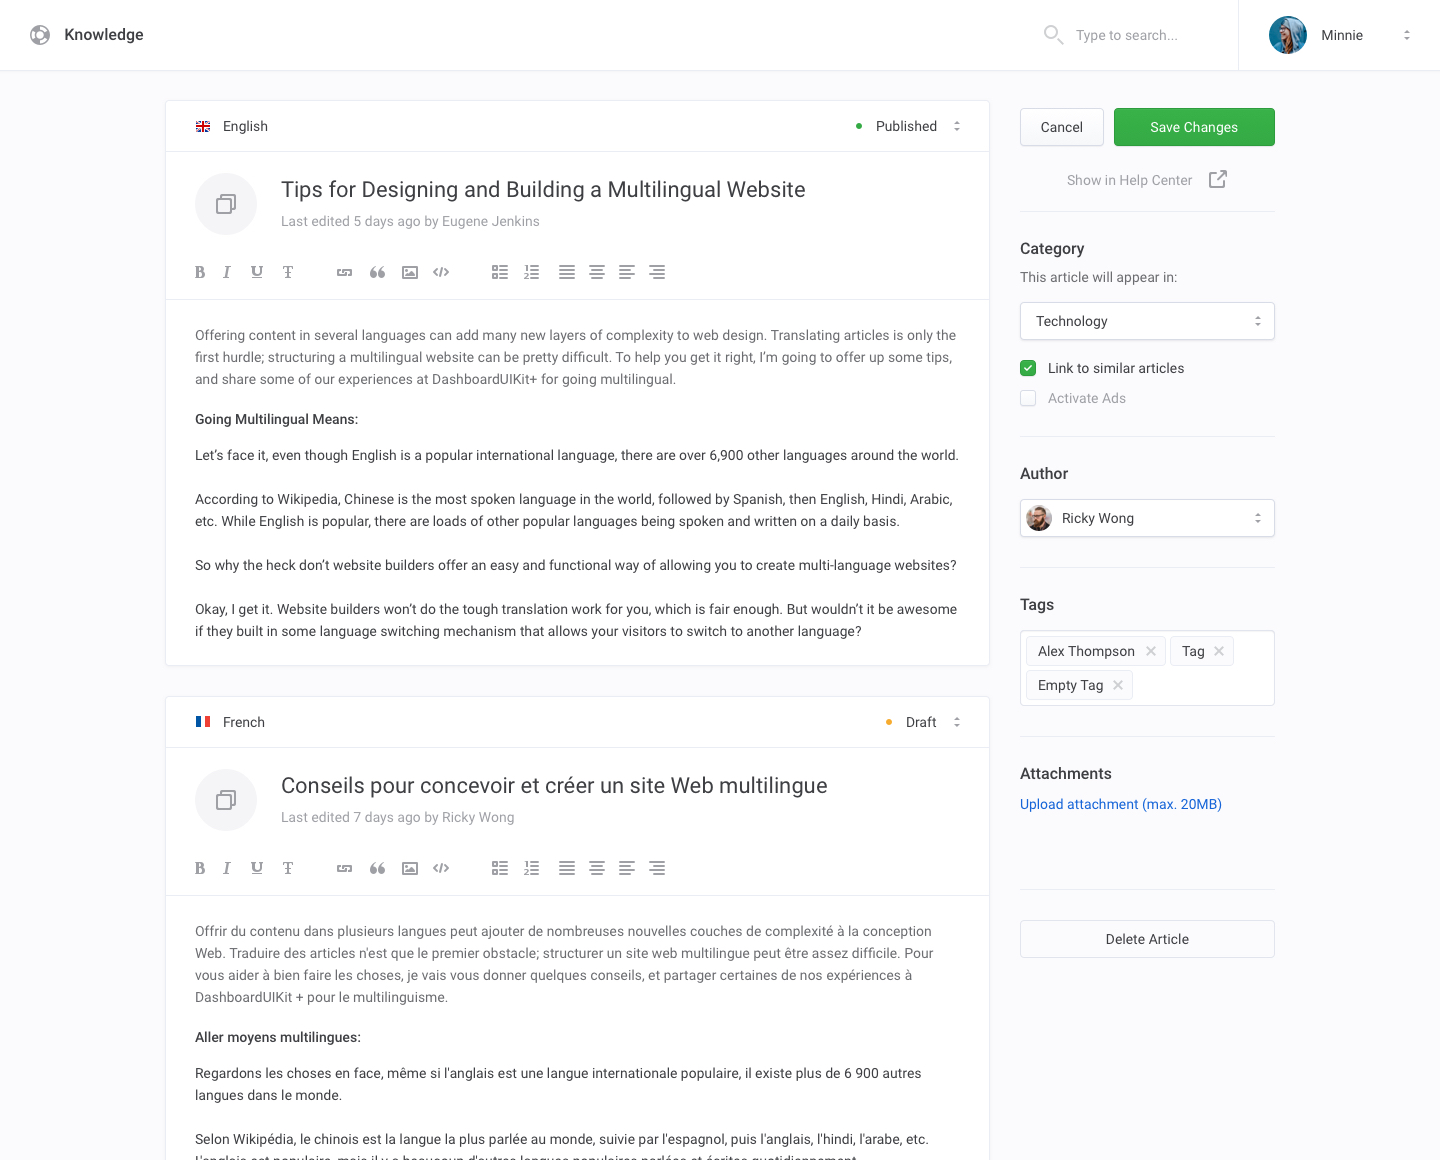 Knowledge
Type to search...
Minnie
English
Published
Tips for Designing and Building a Multilingual Website
Last edited 5 days ago by Eugene Jenkins
Offering content in several languages can add many new layers of complexity to web design. Translating articles is only the
first hurdle; structuring a multilingual website can be pretty difficult. To help you get it right, I’m going to offer up some tips,
and share some of our experiences at DashboardUIKit+ for going multilingual.
Going Multilingual Means:
Let’s face it, even though English is a popular international language, there are over 6,900 other languages around the world.
According to Wikipedia, Chinese is the most spoken language in the world, followed by Spanish, then English, Hindi, Arabic,
etc. While English is popular, there are loads of other popular languages being spoken and written on a daily basis.
So why the heck don’t website builders offer an easy and functional way of allowing you to create multi-language websites?
Okay, I get it. Website builders won’t do the tough translation work for you, which is fair enough. But wouldn’t it be awesome
if they built in some language switching mechanism that allows your visitors to switch to another language?
French
Draft
Conseils pour concevoir et créer un site Web multilingue
Last edited 7 days ago by Ricky Wong
Offrir du contenu dans plusieurs langues peut ajouter de nombreuses nouvelles couches de complexité à la conception
Web. Traduire des articles n'est que le premier obstacle; structurer un site web multilingue peut être assez difficile. Pour
vous aider à bien faire les choses, je vais vous donner quelques conseils, et partager certaines de nos expériences à
DashboardUIKit + pour le multilinguisme.
Aller moyens multilingues:
Regardons les choses en face, même si l'anglais est une langue internationale populaire, il existe plus de 6 900 autres
langues dans le monde.
Selon Wikipédia, le chinois est la langue la plus parlée au monde, suivie par l'espagnol, puis l'anglais, l'hindi, l'arabe, etc.
Cancel
Save Changes
Show in Help Center
Category
This article will appear in:
Technology
Link to similar articles
Activate Ads
Author
Ricky Wong
Tags
Alex Thompson
Tag
Empty Tag
Attachments
Upload attachment (max. 20MB)
Delete Article